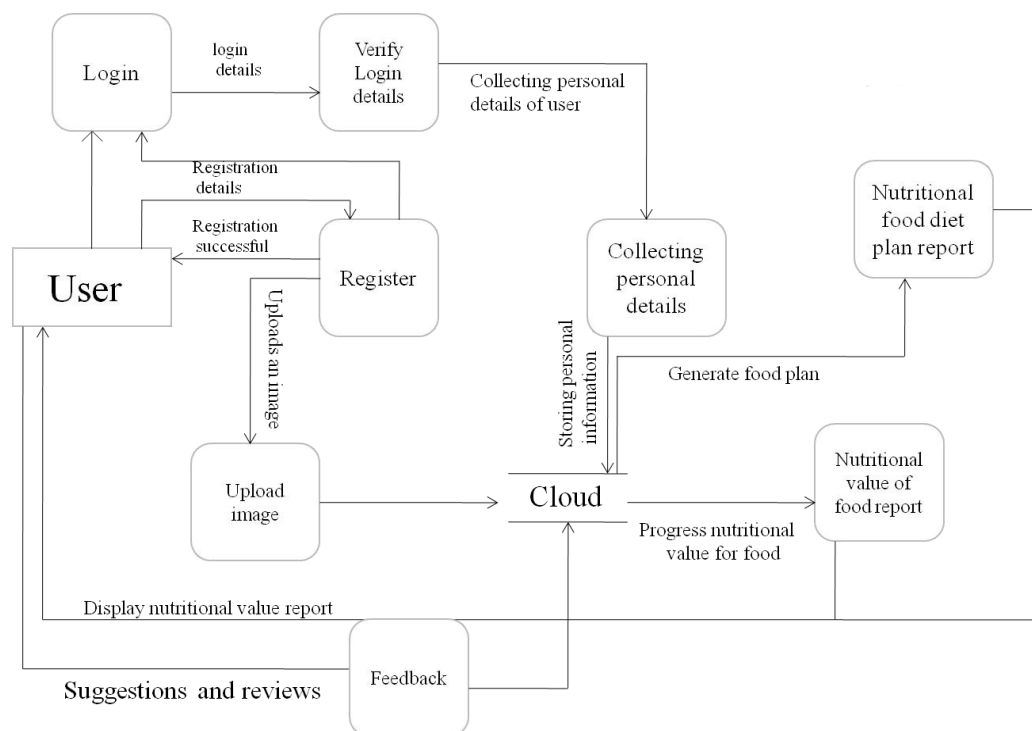 Login
login
details
Verify
Login
details
Collecting personal
details of user
Registration
details
Registration
successful
User
Register
Collecting
personal
details
Nutritional
food diet
plan report
Uploads an image
Storing personal
information
Generate food plan
Upload
image
Cloud
Nutritional
value of
food report
Progress nutritional
value for food
Display nutritional value report
Feedback
Suggestions and reviews